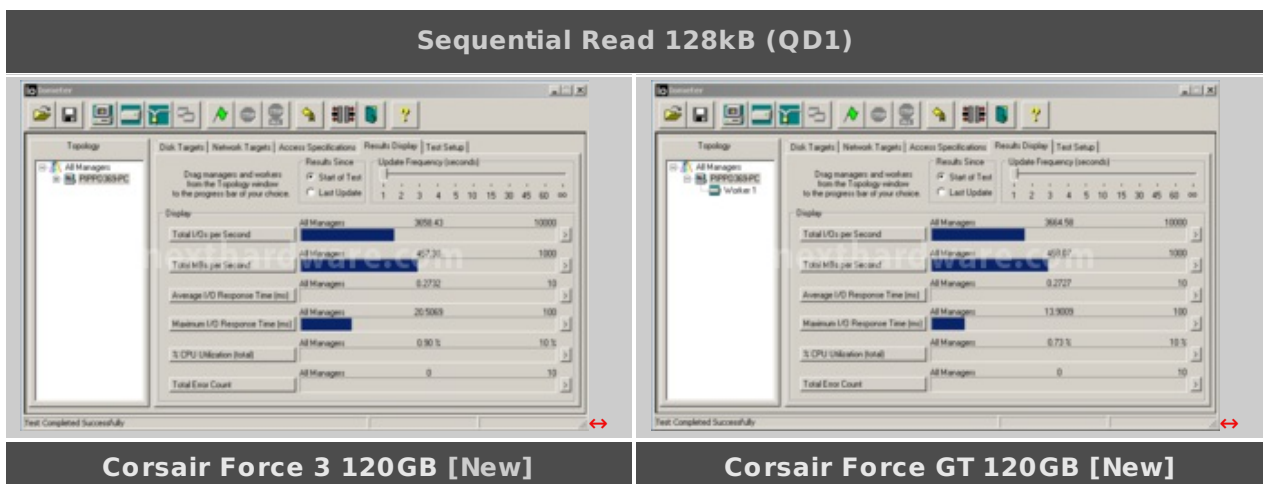 Sequential Read 128kB (QD1)
Iometer
Topology
All Managers
PIPPO369-PC
Disk Targets Network Targets Access Specifications Results Display Test Setup
Drag managers and workers
from the Topology window
to the progress bar of your choice.
Results Since
Start of Test
Last Update
Update Frequency (seconds)
1 2 3 4 5 10 15 30 45 60 oo
Display
All Managers 3658.43 10000
Total I/Os per Second
All Managers 457.30 1000
Total MBs per Second
All Managers 0.2732 10
Average I/O Response Time (ms)
All Managers 20.5069 100
Maximum I/O Response Time (ms)
All Managers 0.90 % 10 %
% CPU Utilization (total)
All Managers 0 10
Total Error Count
Test Completed Successfully
Iometer
Topology
All Managers
PIPPO369-PC
Worker 1
Disk Targets Network Targets Access Specifications Results Display Test Setup
Drag managers and workers
from the Topology window
to the progress bar of your choice.
Results Since
Start of Test
Last Update
Update Frequency (seconds)
1 2 3 4 5 10 15 30 45 60 oo
Display
All Managers 3664.58 10000
Total I/Os per Second
All Managers 1000
Total MBs per Second
All Managers 0.2727 10
Average I/O Response Time (ms)
All Managers 13.9009 100
Maximum I/O Response Time (ms)
All Managers 0.73 % 10 %
% CPU Utilization (total)
All Managers 0 10
Total Error Count
Test Completed Successfully
nexthardware.com
nexthardware.com
Corsair Force 3 120GB [New]
Corsair Force GT 120GB [New]